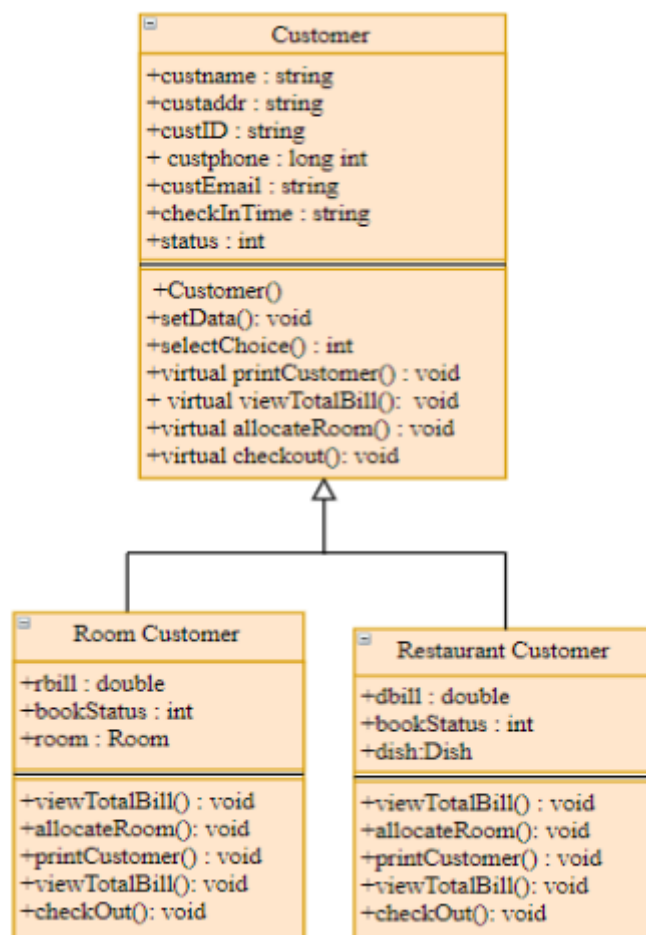 Customer
+custname : string
+custaddr : string
+custID : string
+ custphone : long int
+custEmail : string
+checkInTime : string
+status : int
+Customer()
+setData(): void
+selectChoice() : int
+virtual printCustomer() : void
+ virtual viewTotalBill(): void
+virtual allocateRoom() : void
+virtual checkout(): void
Room Customer
+rbill : double
+bookStatus : int
+room : Room
+viewTotalBill() : void
+allocateRoom(): void
+printCustomer() : void
+viewTotalBill(): void
+checkOut(): void
Restaurant Customer
+dbill : double
+bookStatus : int
+dish:Dish
+viewTotalBill() : void
+allocateRoom(): void
+printCustomer() : void
+viewTotalBill(): void
+checkOut(): void